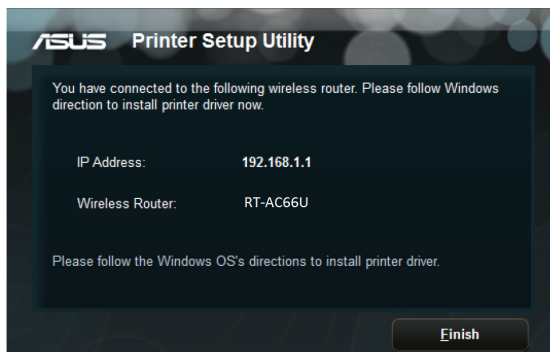 ASUS Printer Setup Utility
You have connected to the following wireless router. Please follow Windows
direction to install printer driver now.
IP Address: 192.168.1.1
Wireless Router: RT-AC66U
Please follow the Windows OS's directions to install printer driver.
Finish